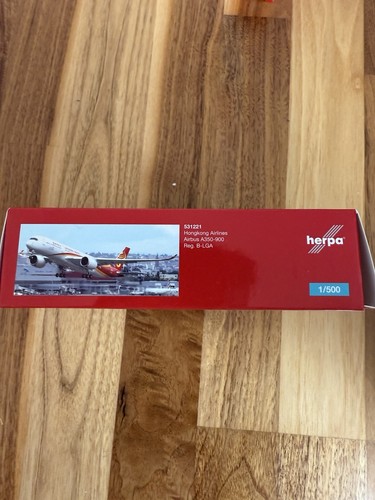 531221
Hongkong Airlines
Airbus A350-900
Reg. B-LGA
herpa
1/500